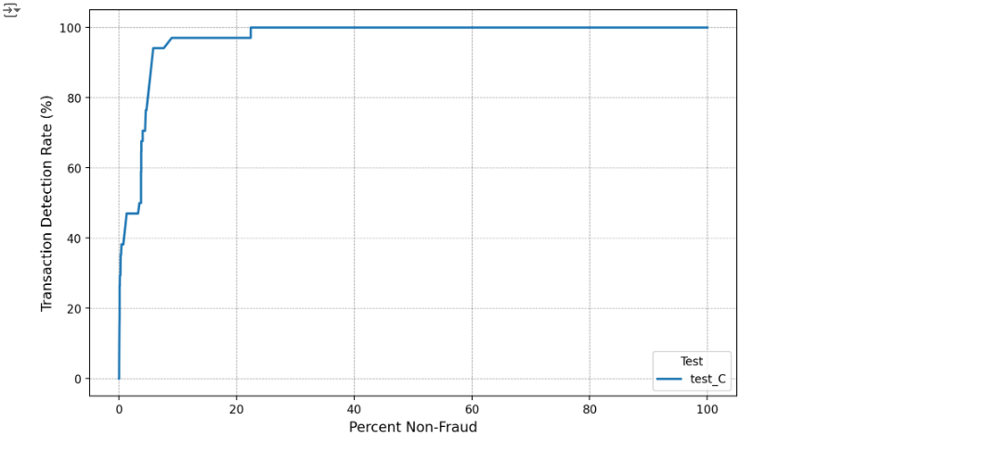 100
80
60
40
20
0
Transaction Detection Rate (%)
Test
test_C
0 20 40 60 80 100
Percent Non-Fraud